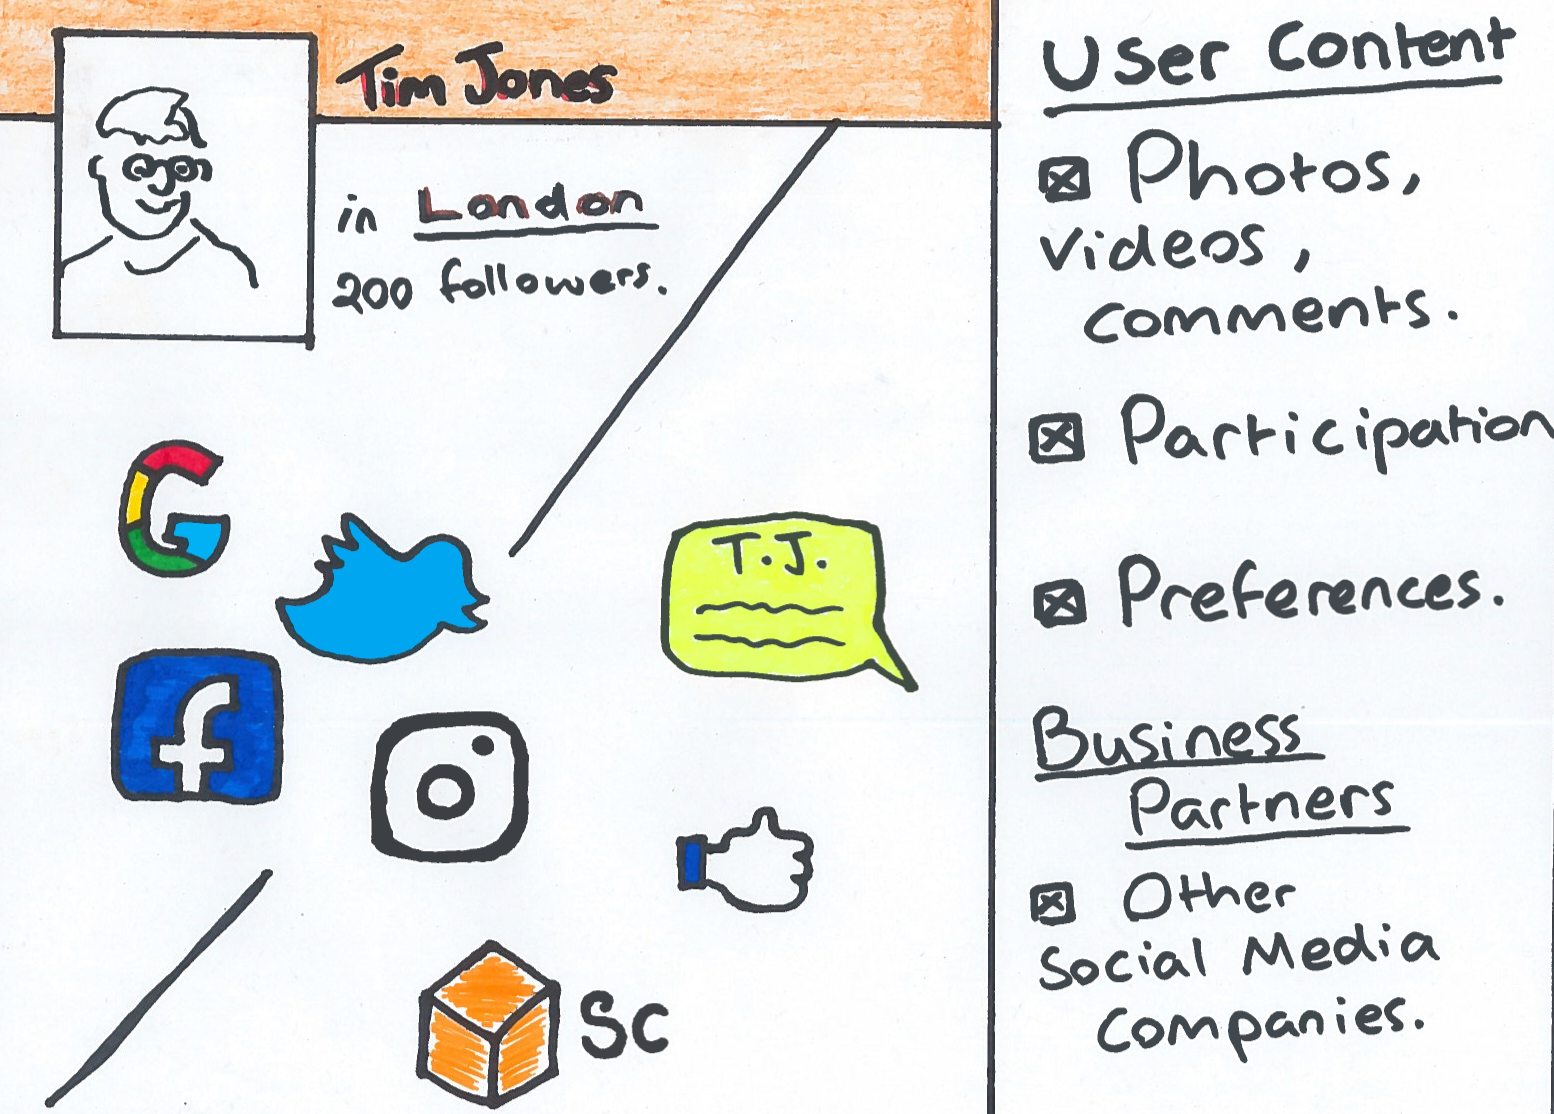 Tim Jones
in London
200 followers.
T.J.
SC
User Content
Photos,
videos,
comments.
Participation
Preferences.
Business
Partners
Other
Social Media
Companies.